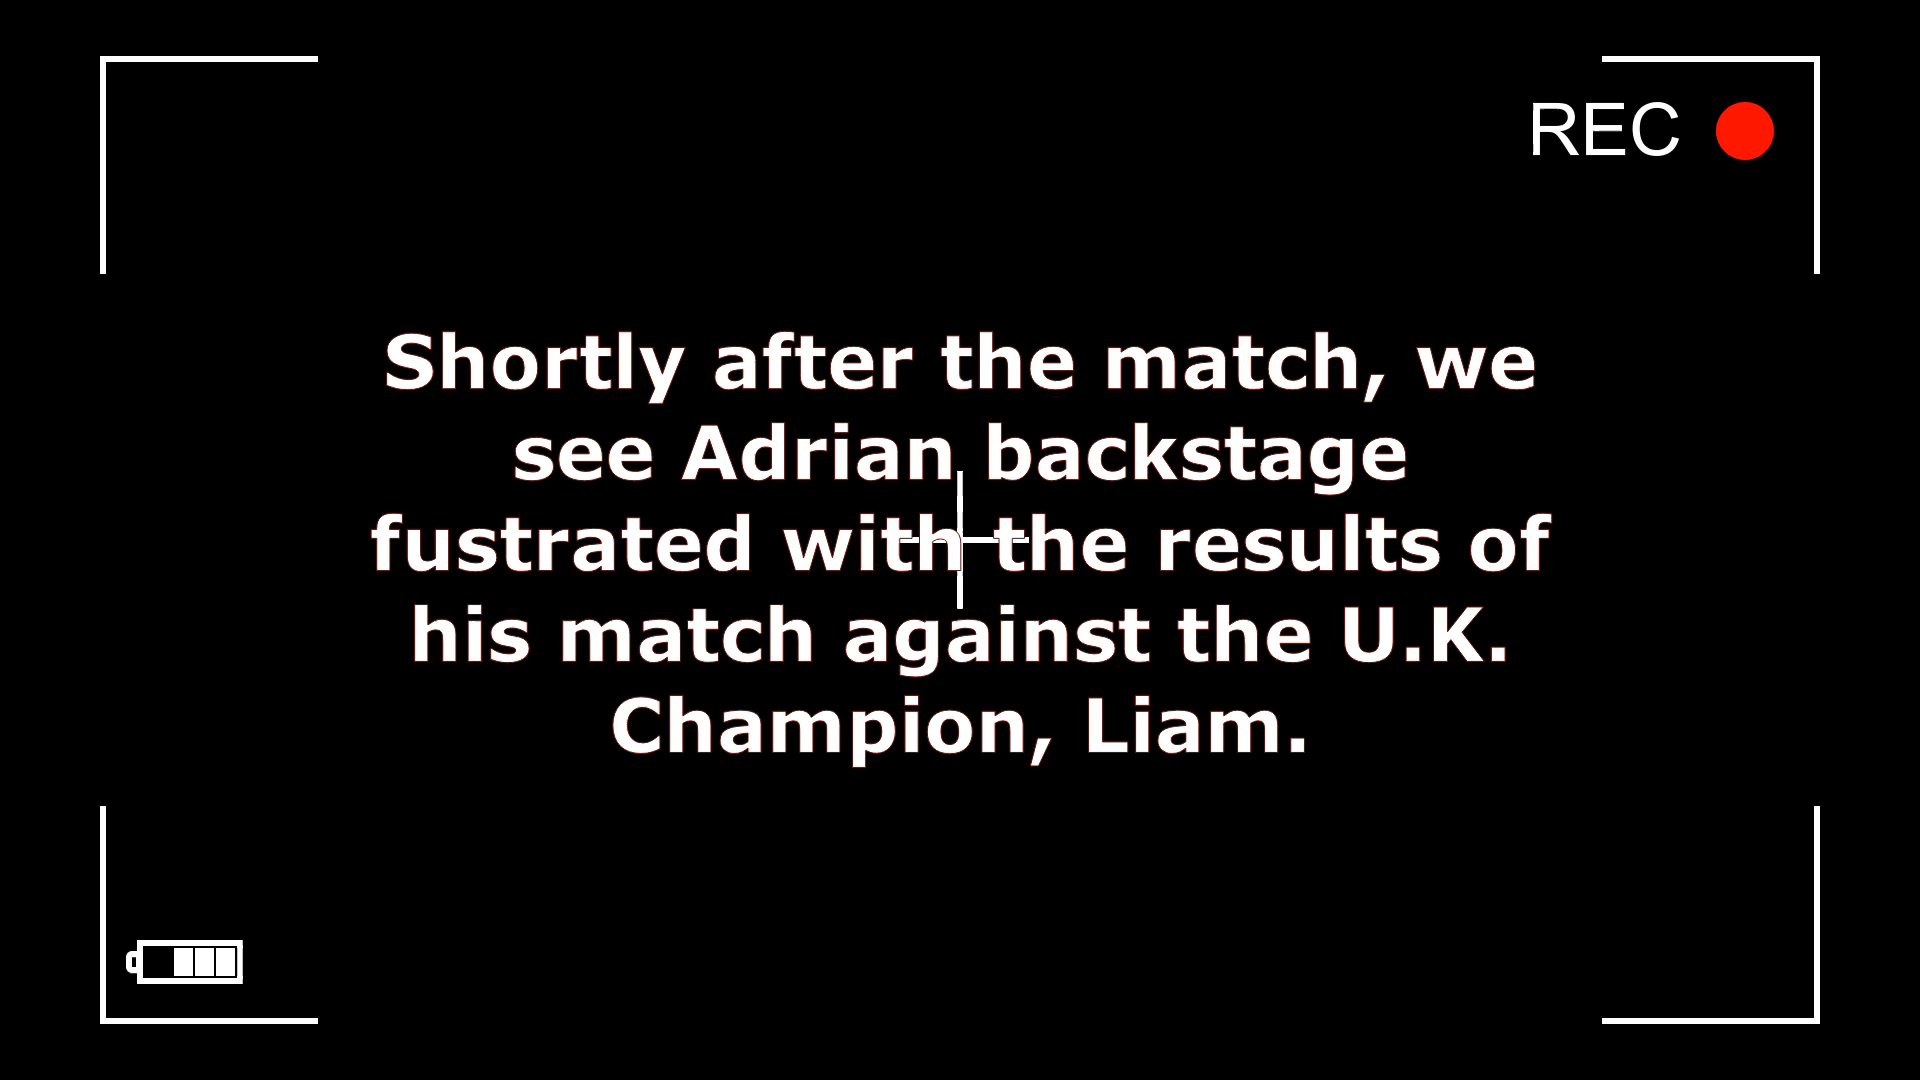 REC
Shortly after the match, we
see Adrian backstage
fustrated with the results of
his match against the U.K.
Champion, Liam.